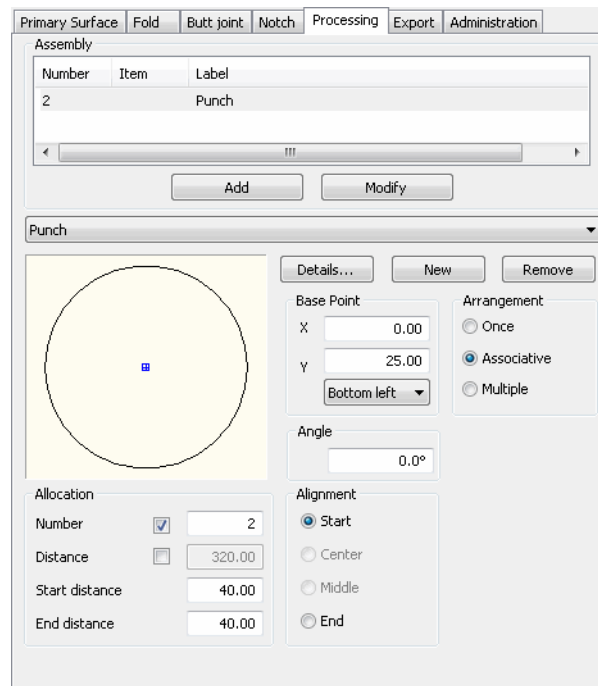 Primary Surface Fold Butt joint Notch Processing Export Administration
Assembly
Number Item Label
2 Punch
Add Modify
Punch
Details... New Remove
Base Point Arrangement
X 0.00 Once
Y 25.00 Associative
Bottom left Multiple
Angle
0.0°
Allocation Alignment
Number 2 Start
Distance 320.00 Center
Start distance 40.00 Middle
End distance 40.00 End